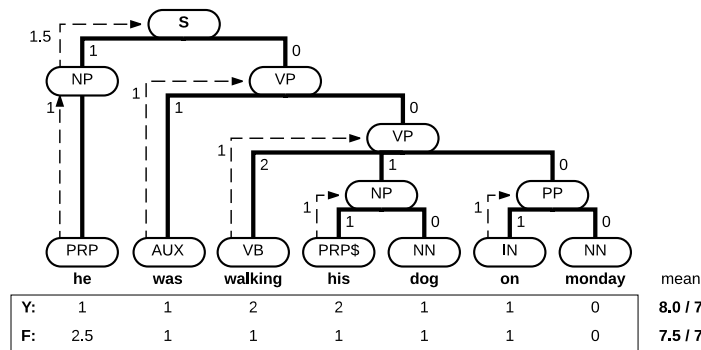 S
1.5 1 0
NP VP
1 1 1 0
VP
1 2 1 0
NP PP
1 1 0 1 1 0
PRP AUX VB PRP$ NN IN NN
he was walking his dog on monday mean
Y: 1 1 2 2 1 1 0 8.0 / 7
F: 2.5 1 1 1 1 1 0 7.5 / 7